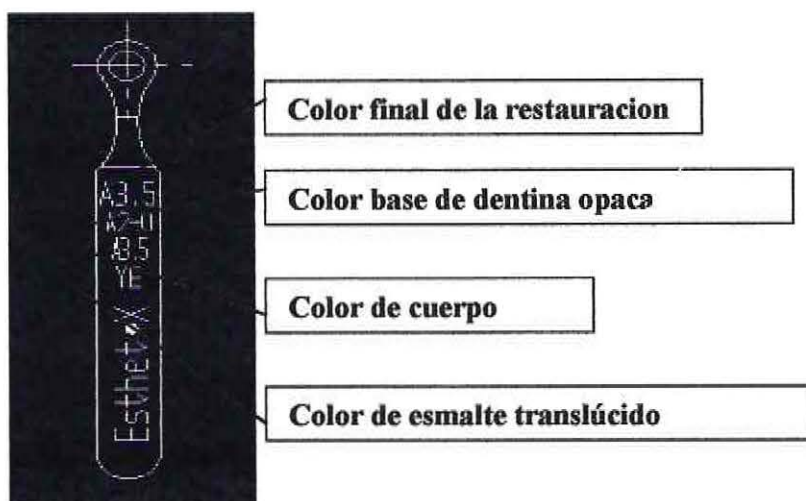 Color final de la restauracion
Color base de dentina opaca
Color de cuerpo
Color de esmalte translúcido
A3.5
A2-O
A3.5
YE
Esthet•X